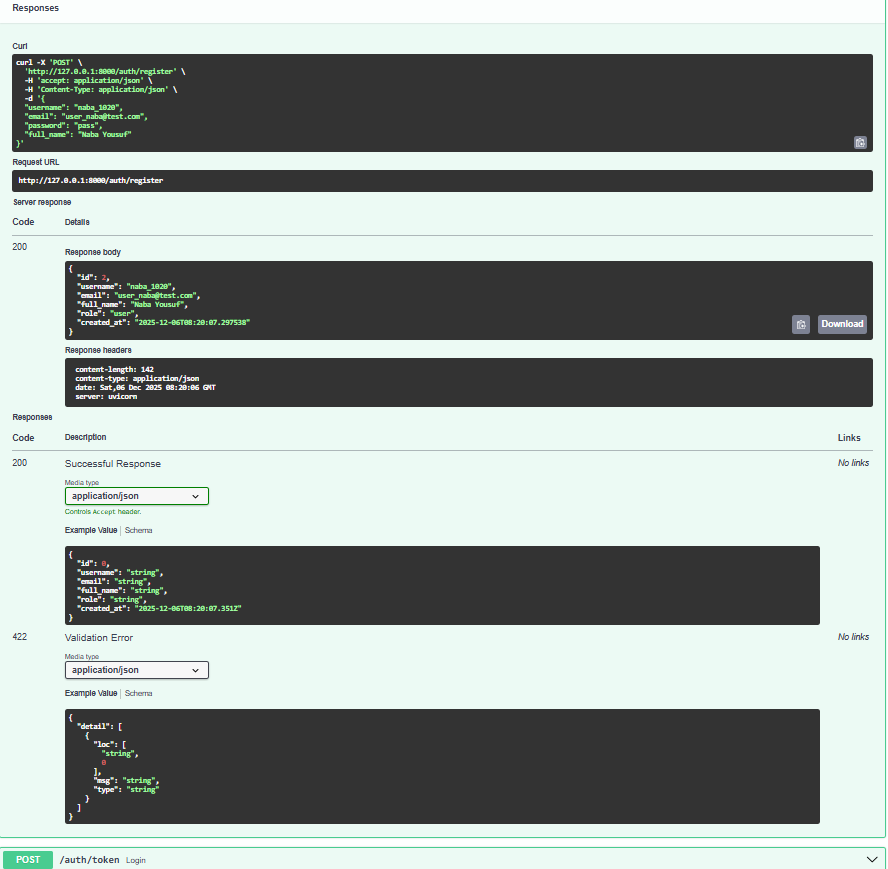 Responses
Curl
curl -X 'POST' \
'http://127.0.0.1:8000/auth/register' \
-H 'accept: application/json' \
-H 'Content-Type: application/json' \
-d '{
"username": "naba_1020",
"email": "user_naba@test.com",
"password": "pass",
"full_name": "Naba Yousuf"
}'
Request URL
http://127.0.0.1:8000/auth/register
Server response
Code Details
200
Response body
{
"id": 2,
"username": "naba_1020",
"email": "user_naba@test.com",
"full_name": "Naba Yousuf",
"role": "user",
"created_at": "2025-12-06T08:20:07.297538"
}
Download
Response headers
content-length: 142
content-type: application/json
date: Sat,06 Dec 2025 08:20:06 GMT
server: uvicorn
Responses
Code Description Links
200 Successful Response No links
Media type
application/json
Controls Accept header.
Example Value | Schema
{
"id": 0,
"username": "string",
"email": "string",
"full_name": "string",
"role": "string",
"created_at": "2025-12-06T08:20:07.351Z"
}
422 Validation Error No links
Media type
application/json
Example Value | Schema
{
"detail": [
{
"loc": [
"string",
0
],
"msg": "string",
"type": "string"
}
]
}
POST /auth/token Login